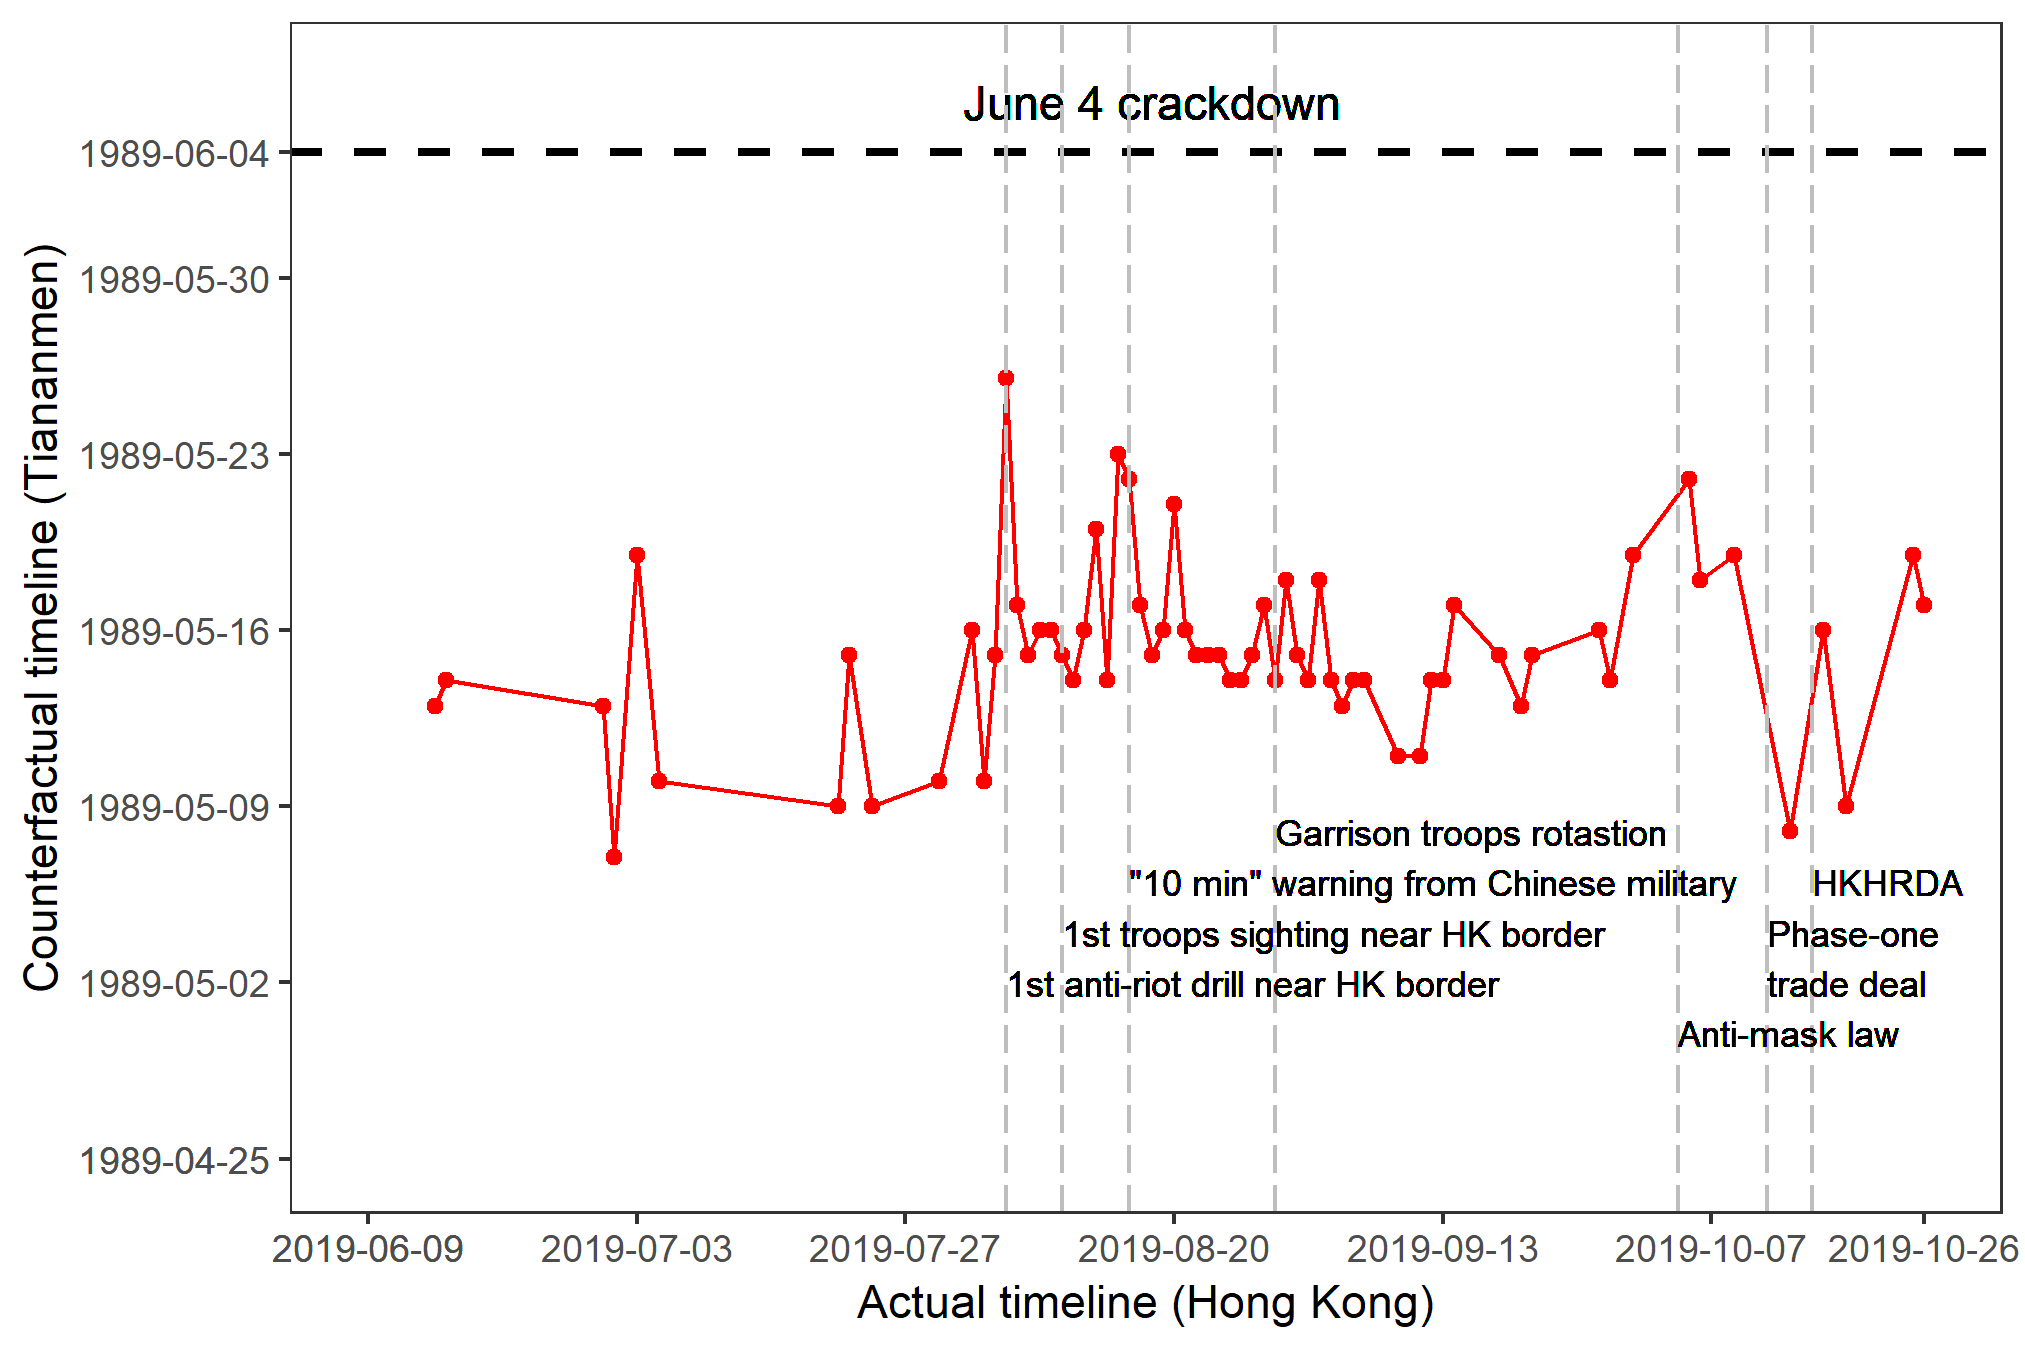 June 4 crackdown
1989-06-04
1989-05-30
1989-05-23
1989-05-16
1989-05-09
1989-05-02
1989-04-25
Counterfactual timeline (Tiananmen)
Garrison troops rotastion
"10 min" warning from Chinese military
HKHRDA
1st troops sighting near HK border
Phase-one
1st anti-riot drill near HK border
trade deal
Anti-mask law
2019-06-09
2019-07-03
2019-07-27
2019-08-20
2019-09-13
2019-10-07
2019-10-26
Actual timeline (Hong Kong)